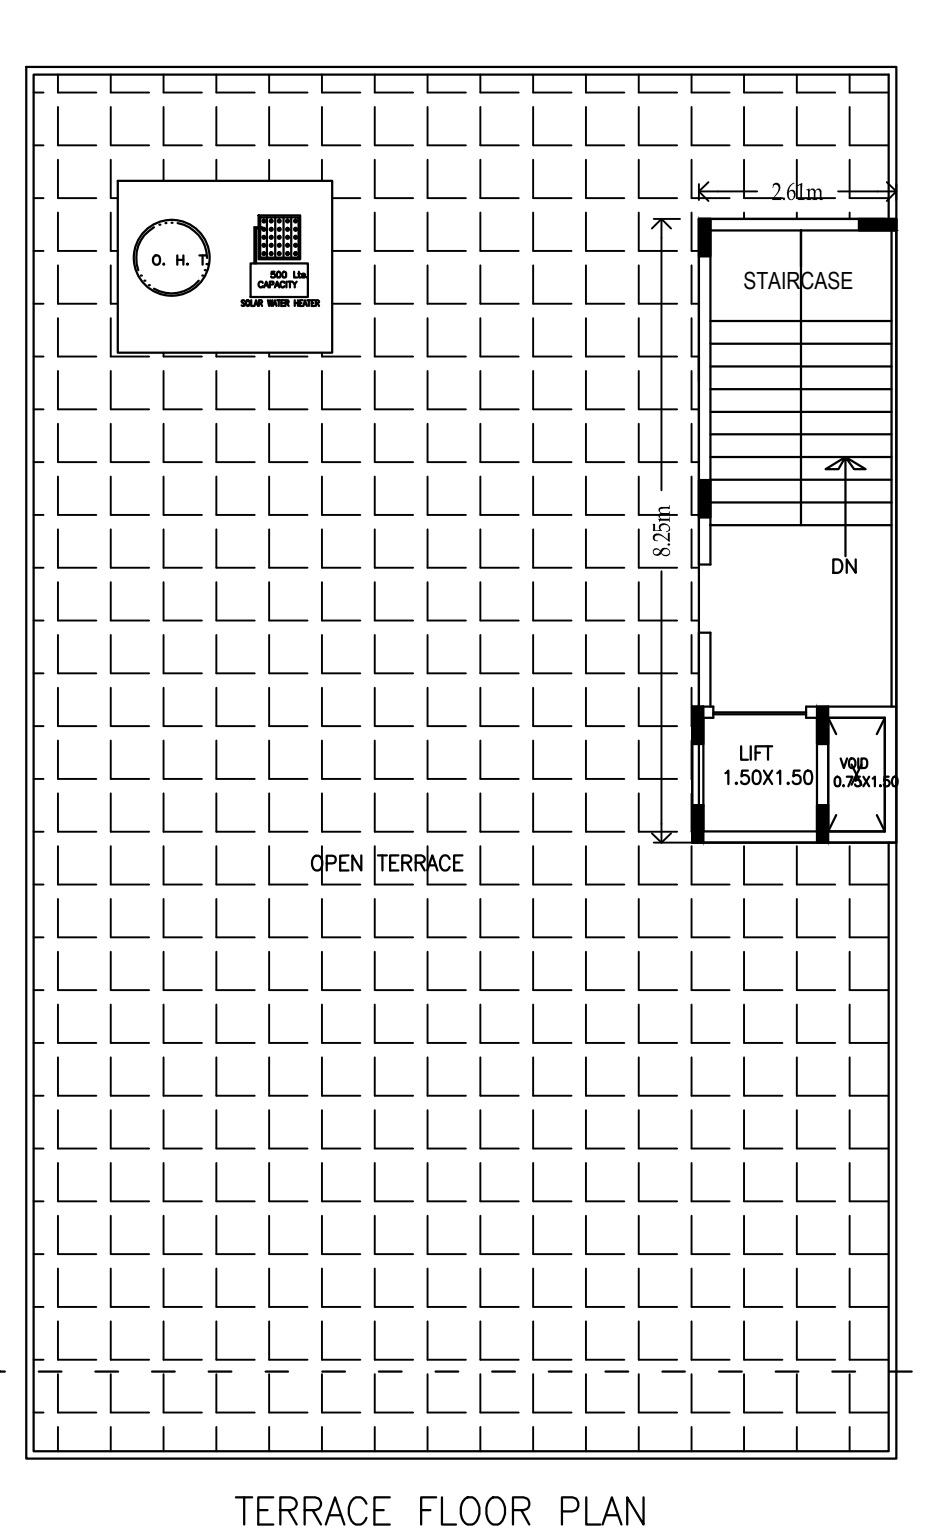 2.61m
O. H. T.
500 Lts.
CAPACITY
SOLAR WATER HEATER
STAIRCASE
8.25m
DN
LIFT
1.50X1.50
VOID
0.75X1.50
OPEN TERRACE
TERRACE FLOOR PLAN